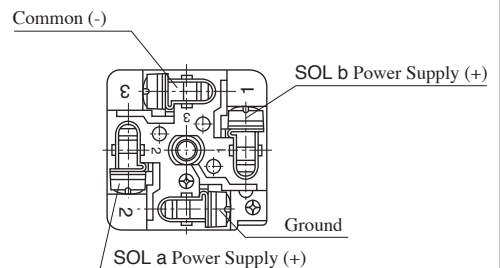 Common (-)
SOL b Power Supply (+)
3
1
3
2
1
2
Ground
SOL a Power Supply (+)